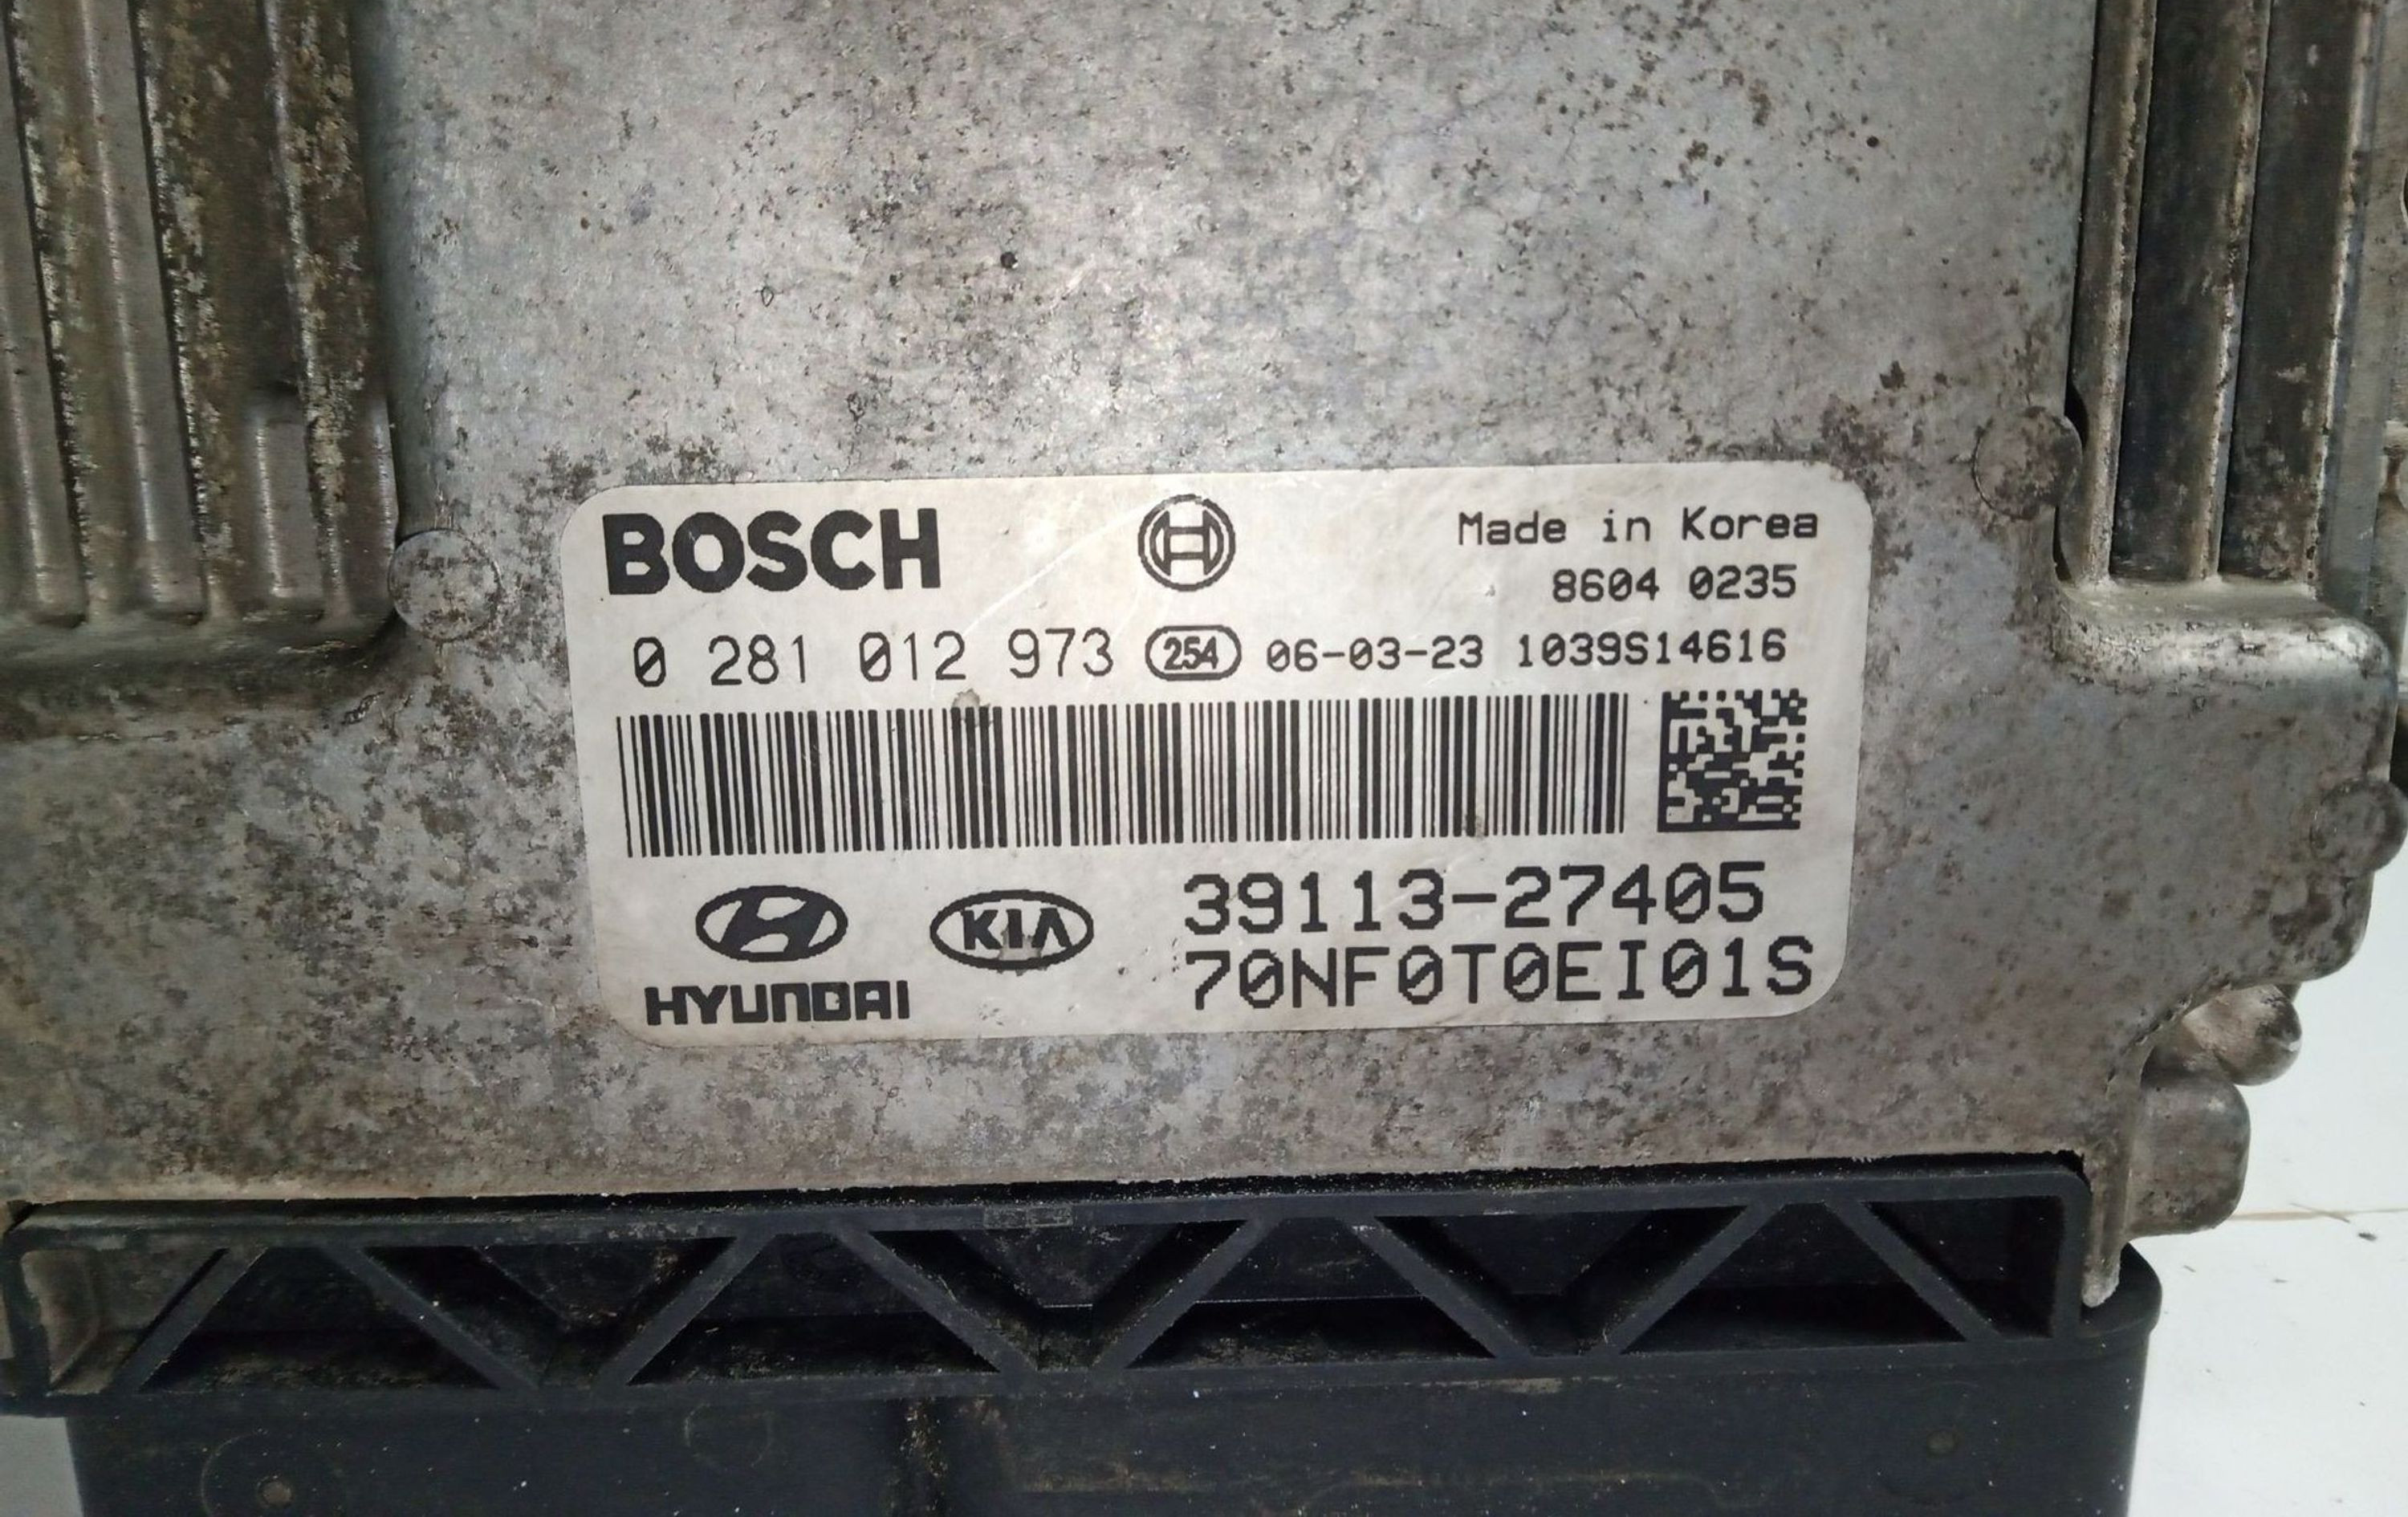 BOSCH
Made in Korea
8604 0235
0 281 012 973 254 06-03-23 1039S14616
HYUNDAI
KIA
39113-27405
70NF0T0EI01S